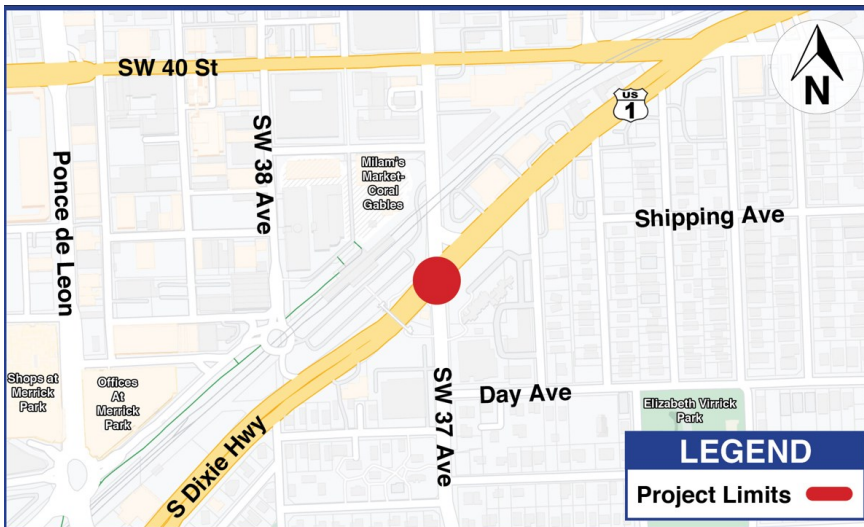 SW 40 St
US
1
N
Ponce de Leon
SW 38 Ave
Milam's
Market-
Coral
Gables
Shipping Ave
Shops at
Merrick
Park
Offices
At
Merrick
Park
S Dixie Hwy
SW 37 Ave
Day Ave
Elizabeth Virrick
Park
LEGEND
Project Limits